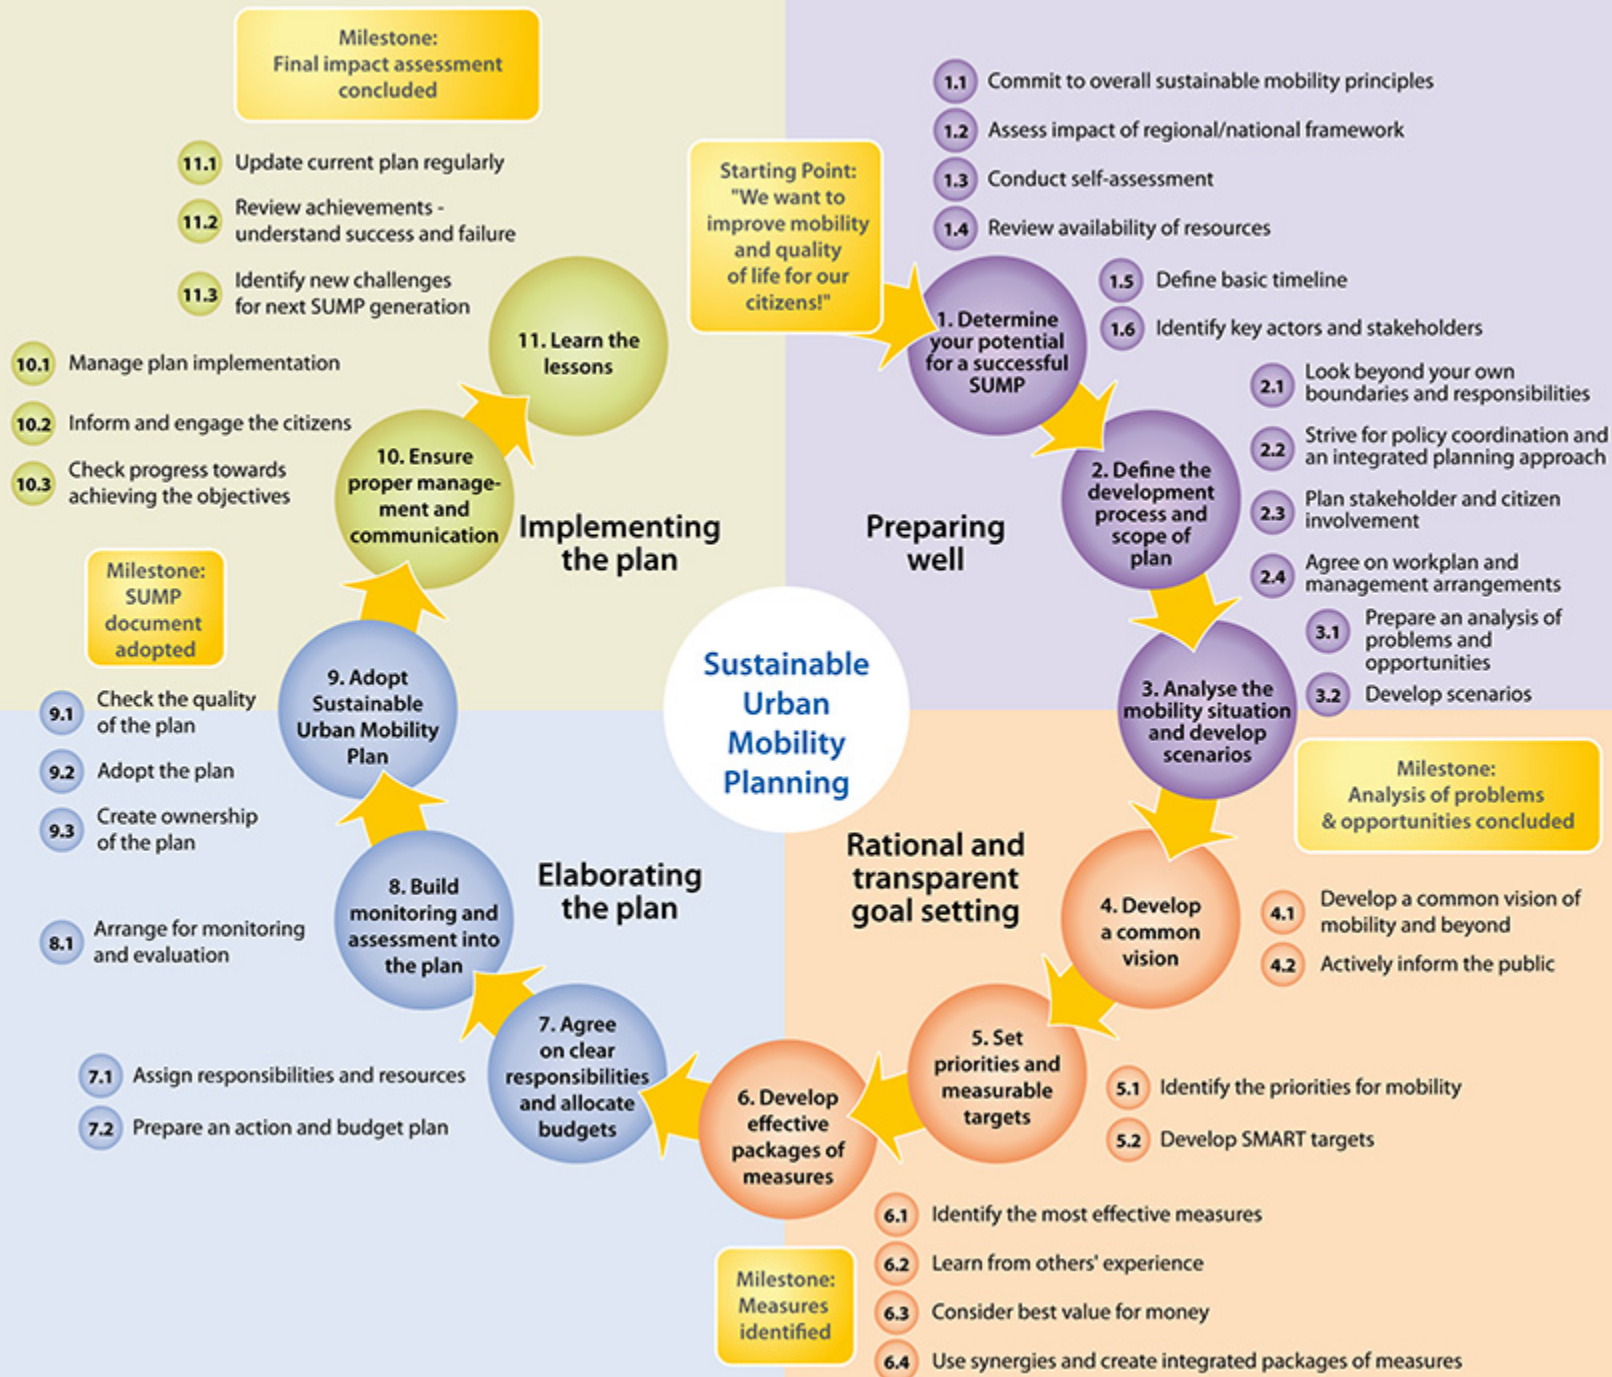 Milestone:
Final impact assessment
concluded
11.1 Update current plan regularly
11.2 Review achievements -
understand success and failure
11.3 Identify new challenges
for next SUMP generation
11. Learn the
lessons
10.1 Manage plan implementation
10.2 Inform and engage the citizens
10.3 Check progress towards
achieving the objectives
10. Ensure
proper manage-
ment and
communication
Implementing
the plan
Milestone:
SUMP
document
adopted
Starting Point:
"We want to
improve mobility
and quality
of life for our
citizens!"
1.1 Commit to overall sustainable mobility principles
1.2 Assess impact of regional/national framework
1.3 Conduct self-assessment
1.4 Review availability of resources
1.5 Define basic timeline
1.6 Identify key actors and stakeholders
1. Determine
your potential
for a successful
SUMP
2.1 Look beyond your own
boundaries and responsibilities
2.2 Strive for policy coordination and
an integrated planning approach
2.3 Plan stakeholder and citizen
involvement
2.4 Agree on workplan and
management arrangements
2. Define the
development
process and
scope of
plan
Preparing
well
3.1 Prepare an analysis of
problems and
opportunities
3.2 Develop scenarios
3. Analyse the
mobility situation
and develop
scenarios
Sustainable
Urban
Mobility
Planning
Milestone:
Analysis of problems
& opportunities concluded
Rational and
transparent
goal setting
4. Develop
a common
vision
4.1 Develop a common vision of
mobility and beyond
4.2 Actively inform the public
5. Set
priorities and
measurable
targets
5.1 Identify the priorities for mobility
5.2 Develop SMART targets
6. Develop
effective
packages of
measures
6.1 Identify the most effective measures
6.2 Learn from others' experience
6.3 Consider best value for money
6.4 Use synergies and create integrated packages of measures
Milestone:
Measures
identified
9. Adopt
Sustainable
Urban Mobility
Plan
9.1 Check the quality
of the plan
9.2 Adopt the plan
9.3 Create ownership
of the plan
Elaborating
the plan
8. Build
monitoring and
assessment into
the plan
8.1 Arrange for monitoring
and evaluation
7. Agree
on clear
responsibilities
and allocate
budgets
7.1 Assign responsibilities and resources
7.2 Prepare an action and budget plan